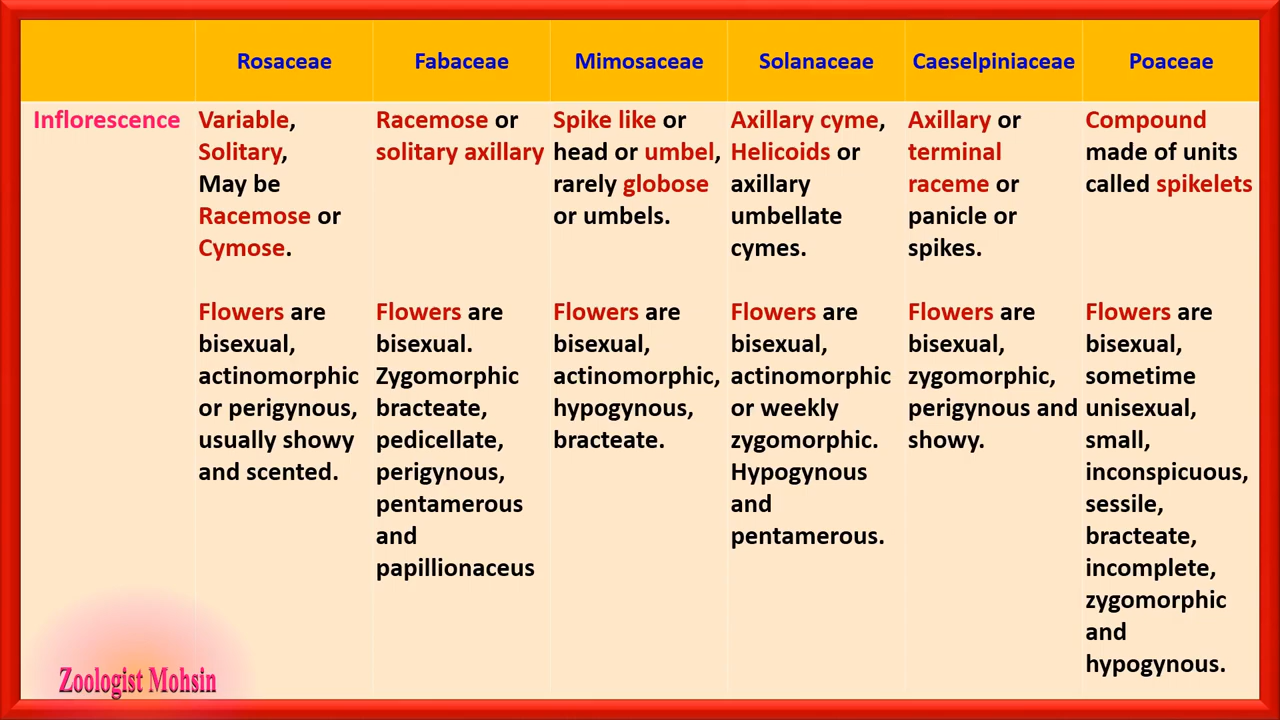 Rosaceae Fabaceae Mimosaceae Solanaceae Caeselpiniaceae Poaceae
Inflorescence
Variable,
Solitary,
May be
Racemose or
Cymose.
Flowers are
bisexual,
actinomorphic
or perigynous,
usually showy
and scented.
Racemose or
solitary axillary
Flowers are
bisexual.
Zygomorphic
bracteate,
pedicellate,
perigynous,
pentamerous
and
papillionaceus
Spike like or
head or umbel,
rarely globose
or umbels.
Flowers are
bisexual,
actinomorphic,
hypogynous,
bracteate.
Axillary cyme,
Helicoids or
axillary
umbellate
cymes.
Flowers are
bisexual,
actinomorphic
or weekly
zygomorphic.
Hypogynous
and
pentamerous.
Axillary or
terminal
raceme or
panicle or
spikes.
Flowers are
bisexual,
zygomorphic,
perigynous and
showy.
Compound
made of units
called spikelets
Flowers are
bisexual,
sometime
unisexual,
small,
inconspicuous,
sessile,
bracteate,
incomplete,
zygomorphic
and
hypogynous.
Zoologist Mohsin